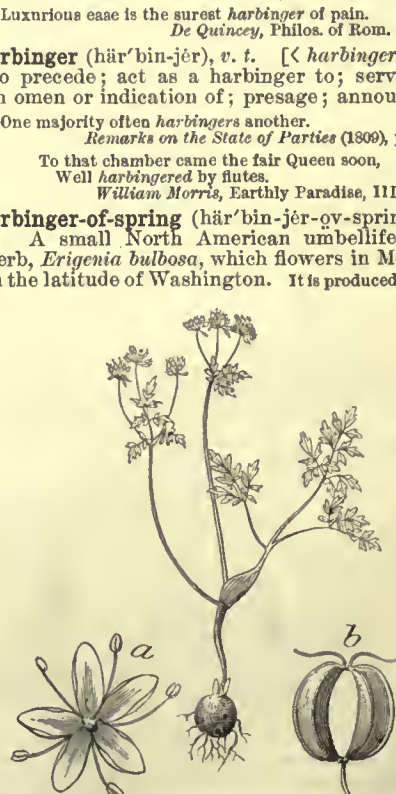 Luxurious ease is the surest harbinger of pain.
De Quincey, Philos. of Rom.
rbinger (här′bin-jėr), v. t. [< harbinger
o precede; act as a harbinger to; serv
n omen or indication of; presage; annou
One majority often harbingers another.
Remarks on the State of Parties (1809),
To that chamber came the fair Queen soon,
Well harbingered by flutes.
William Morris, Earthly Paradise, III
rbinger-of-spring (här′bin-jėr-ọv-sprin
A small North American umbellife
erb, Erigenia bulbosa, which flowers in M
n the latitude of Washington. It is produced
a
b